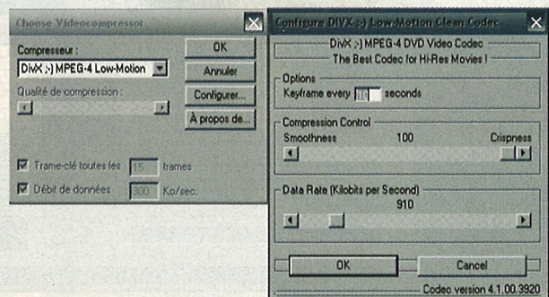 Choose Videocompressor
Compresseur :
DivX ;-) MPEG-4 Low-Motion
Qualité de compression :
OK
Annuler
Configurer...
À propos de...
Trame-clé toutes les 15 trames
Débit de données 300 Ko/sec.
Configure DIVX ;-) Low-Motion Clean Codec
DivX ;-) MPEG-4 DVD Video Codec
The Best Codec for Hi-Res Movies !
Options
Keyframe every 10 seconds
Compression Control
Smoothness 100 Crispness
Data Rate (Kilobits per Second)
910
OK
Cancel
Codec version 4.1.00.3920